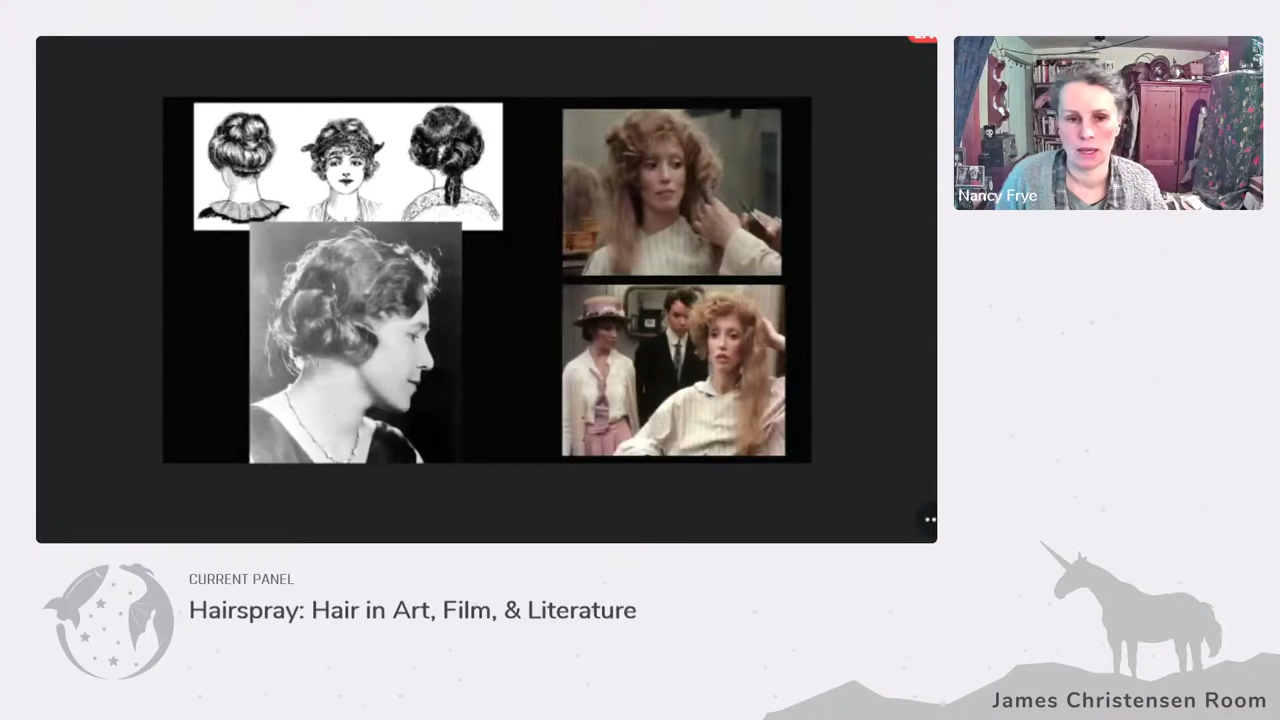 Nancy Frye
CURRENT PANEL
Hairspray: Hair in Art, Film, & Literature
James Christensen Room